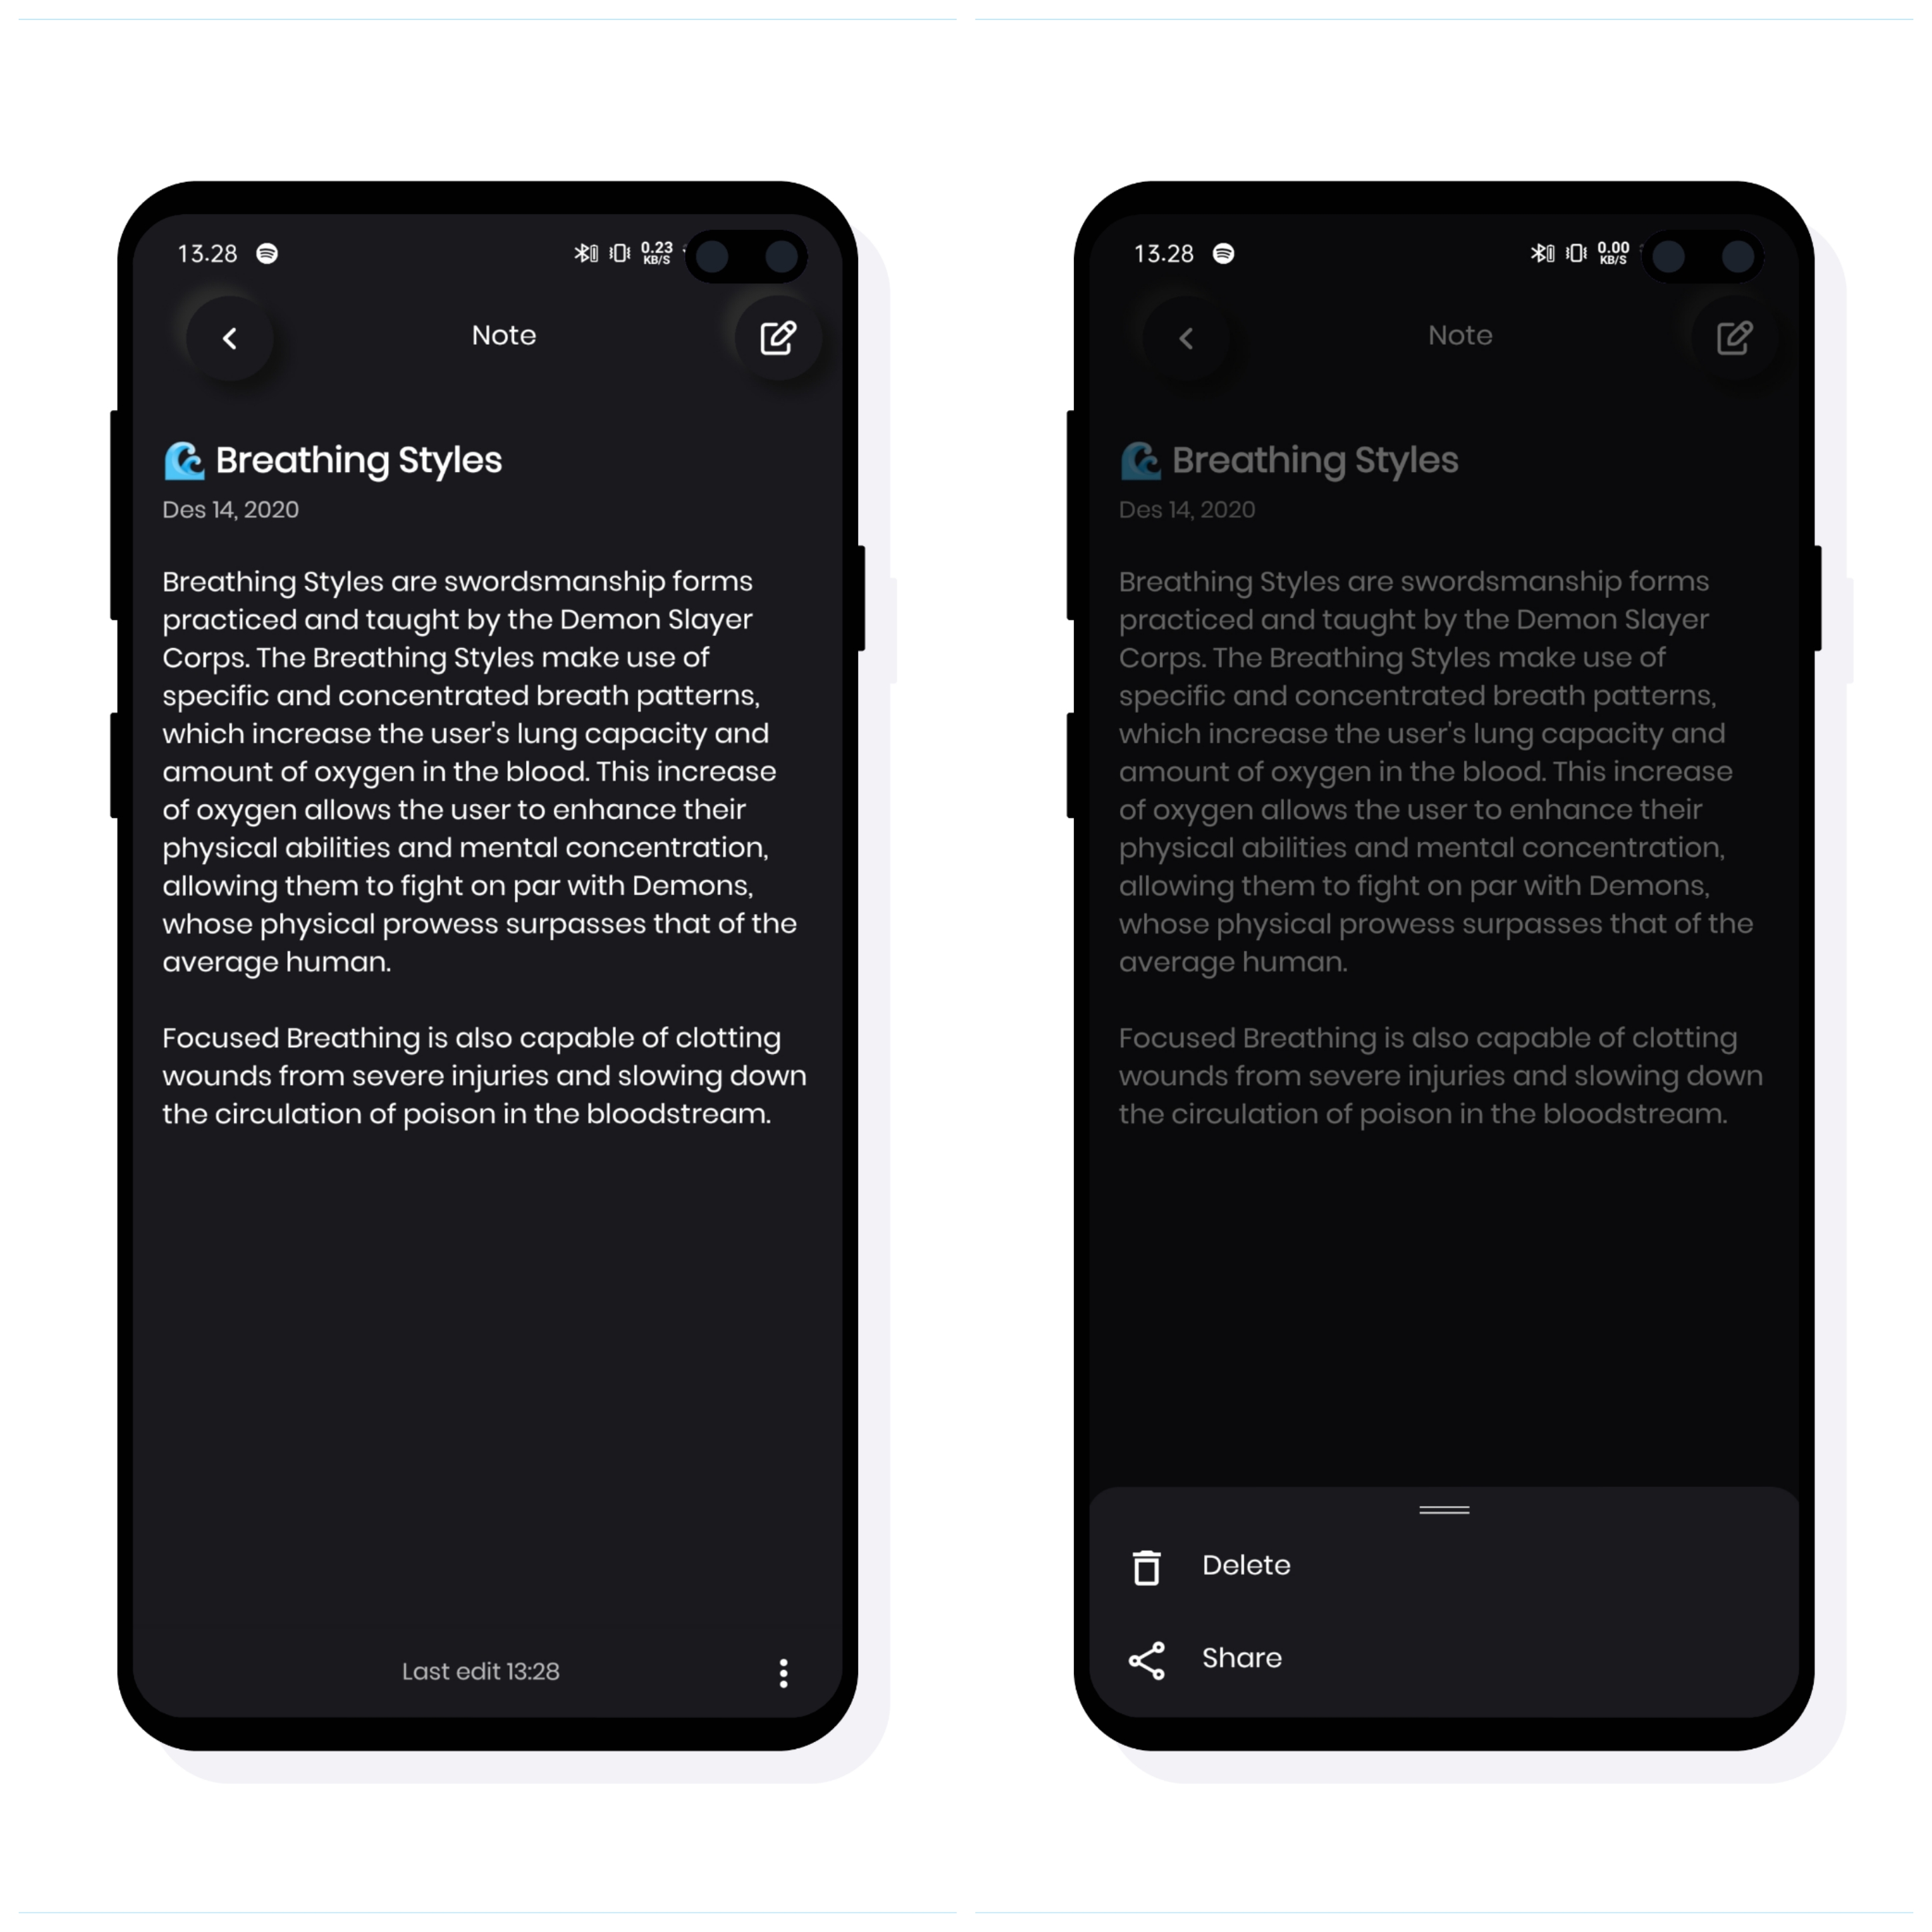 13.28
0.23
KB/S
Note
🌊 Breathing Styles
Des 14, 2020
Breathing Styles are swordsmanship forms
practiced and taught by the Demon Slayer
Corps. The Breathing Styles make use of
specific and concentrated breath patterns,
which increase the user's lung capacity and
amount of oxygen in the blood. This increase
of oxygen allows the user to enhance their
physical abilities and mental concentration,
allowing them to fight on par with Demons,
whose physical prowess surpasses that of the
average human.
Focused Breathing is also capable of clotting
wounds from severe injuries and slowing down
the circulation of poison in the bloodstream.
Last edit 13:28
13.28
0.00
KB/S
Note
🌊 Breathing Styles
Des 14, 2020
Breathing Styles are swordsmanship forms
practiced and taught by the Demon Slayer
Corps. The Breathing Styles make use of
specific and concentrated breath patterns,
which increase the user's lung capacity and
amount of oxygen in the blood. This increase
of oxygen allows the user to enhance their
physical abilities and mental concentration,
allowing them to fight on par with Demons,
whose physical prowess surpasses that of the
average human.
Focused Breathing is also capable of clotting
wounds from severe injuries and slowing down
the circulation of poison in the bloodstream.
Delete
Share